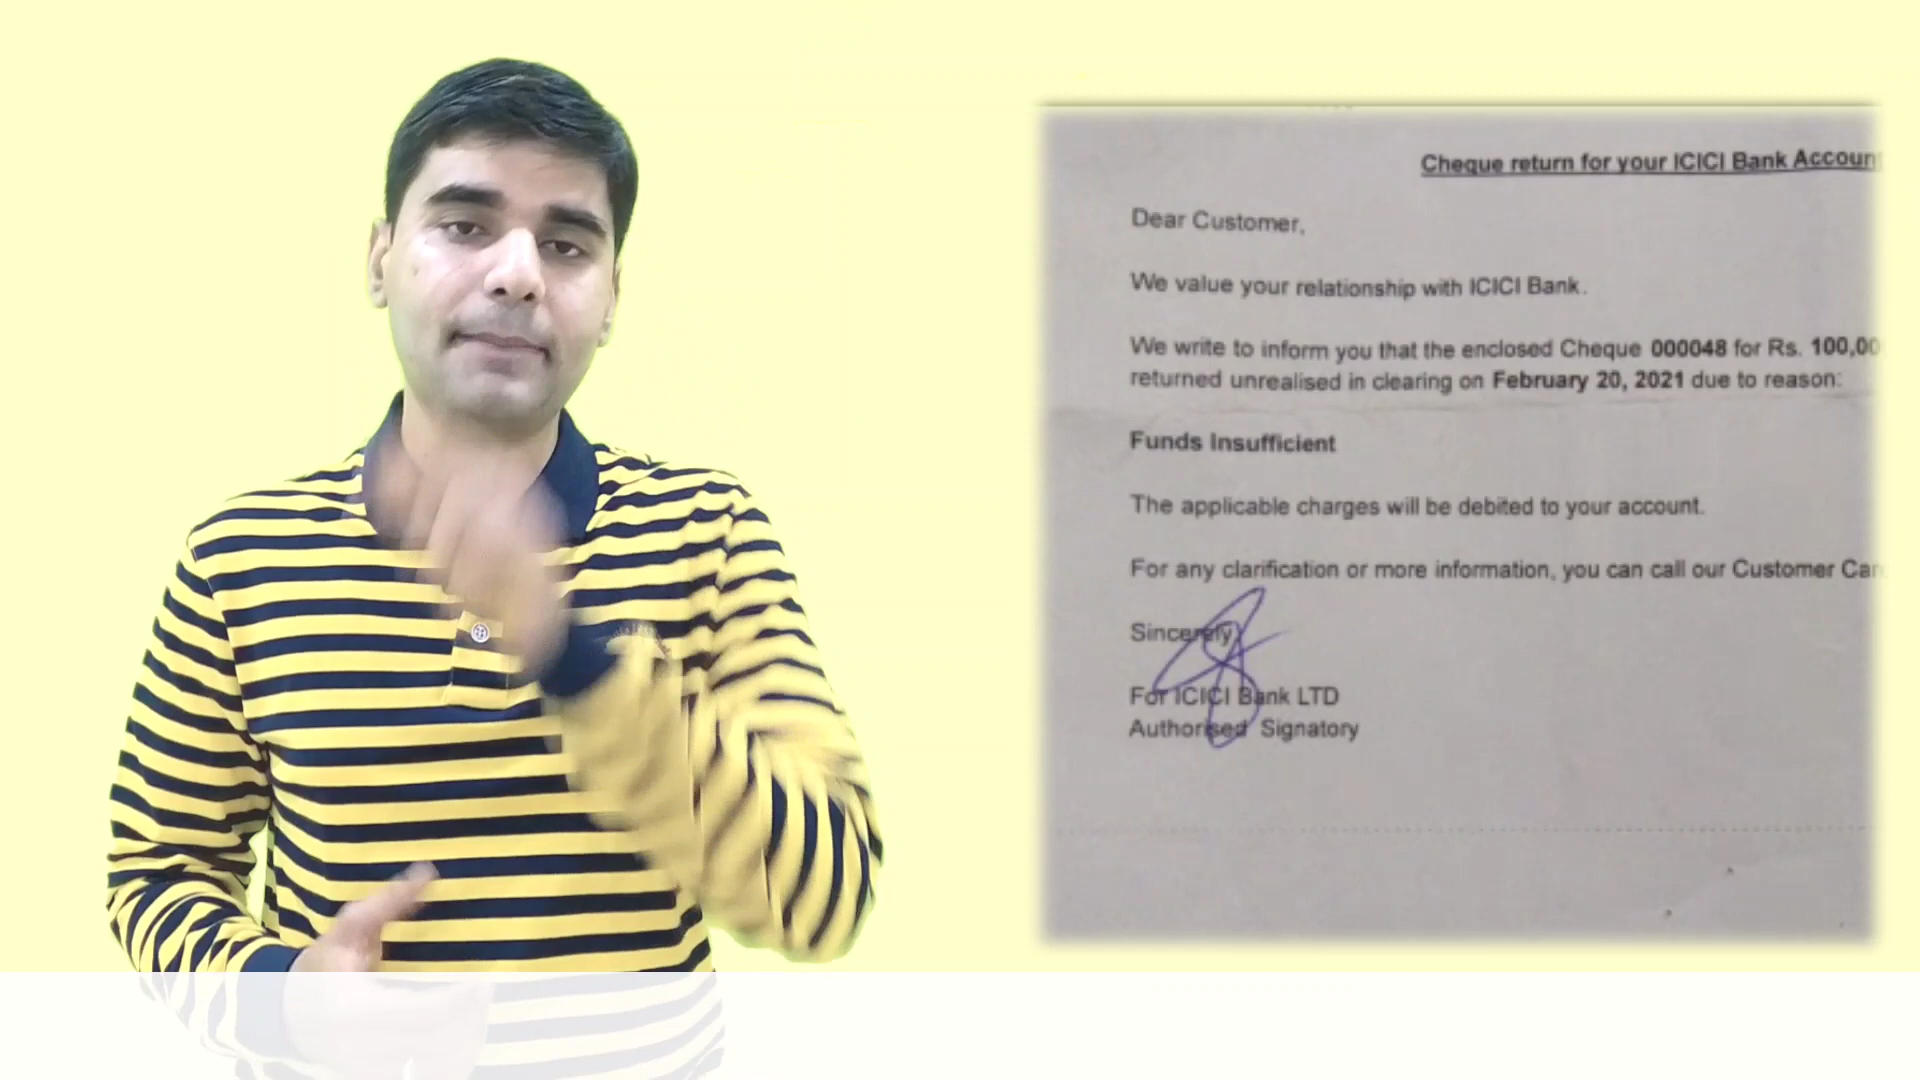 Cheque return for your ICICI Bank Accoun
Dear Customer,
We value your relationship with ICICI Bank.
We write to inform you that the enclosed Cheque 000048 for Rs. 100,00
returned unrealised in clearing on February 20, 2021 due to reason:
Funds Insufficient
The applicable charges will be debited to your account.
For any clarification or more information, you can call our Customer Car
Sincerely
For ICICI Bank LTD
Authorised Signatory